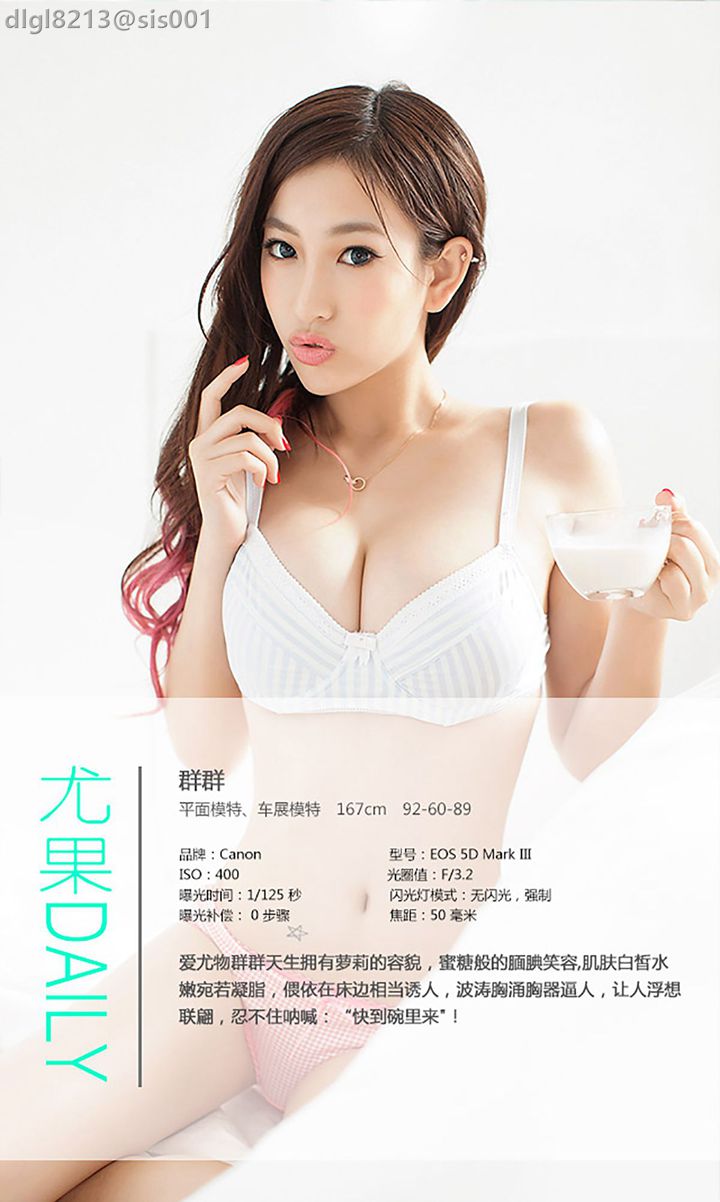 dlgl8213@sis001
尤果DAILY
群群
平面模特、车展模特 167cm 92-60-89
品牌：Canon 型号：EOS 5D Mark III
ISO：400 光圈值：F/3.2
曝光时间：1/125 秒 闪光灯模式：无闪光，强制
曝光补偿： 0 步骤 焦距：50 毫米
爱尤物群群天生拥有萝莉的容貌，蜜糖般的腼腆笑容,肌肤白皙水
嫩宛若凝脂，偎依在床边相当诱人，波涛胸涌胸器逼人，让人浮想
联翩，忍不住呐喊：“快到碗里来"！